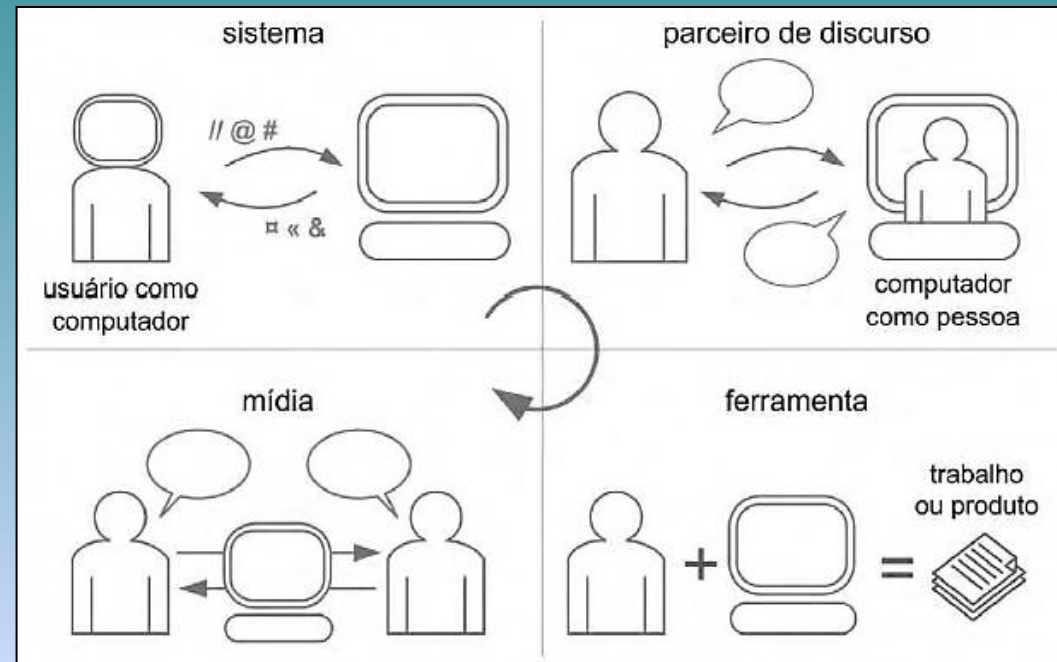 sistema
// @ #
¤ « &
usuário como
computador
parceiro de discurso
computador
como pessoa
mídia
ferramenta
+
=
trabalho
ou produto